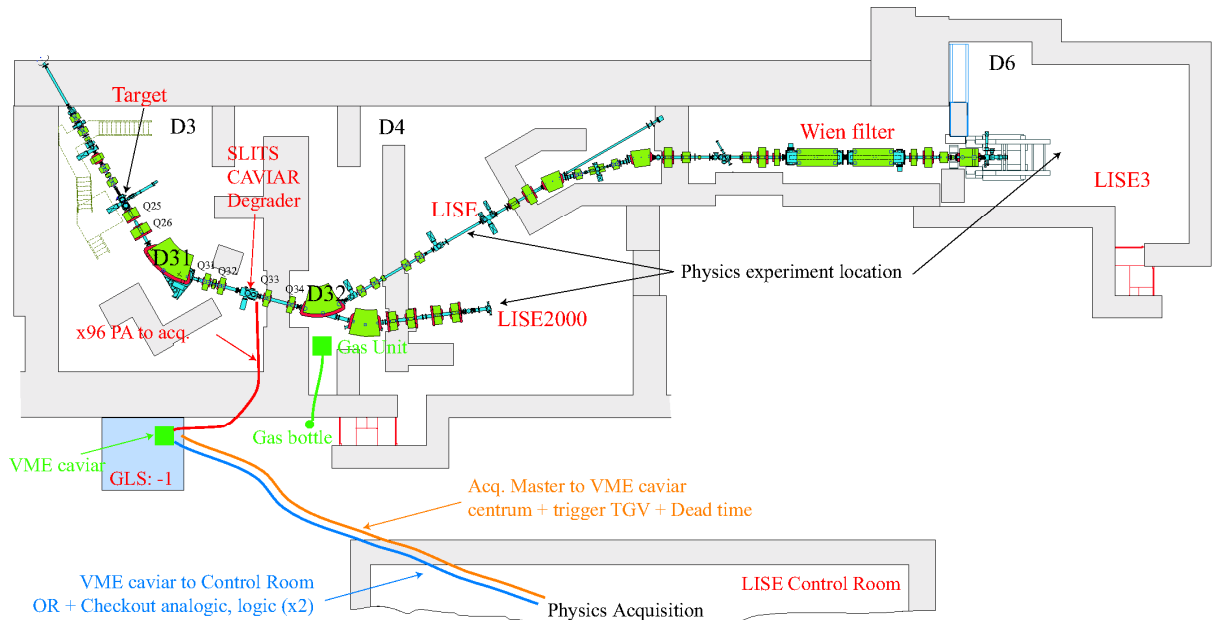 D6
Target
D3
D4
Wien filter
SLITS
CAVIAR
Degrader
LISE3
Q25
LISE
Q26
D31
Q31
Q32
Q33
Physics experiment location
Q34
D32
LISE2000
x96 PA to acq.
Gas Unit
Gas bottle
VME caviar
GLS: -1
Acq. Master to VME caviar
centrum + trigger TGV + Dead time
VME caviar to Control Room
OR + Checkout analogic, logic (x2)
LISE Control Room
Physics Acquisition